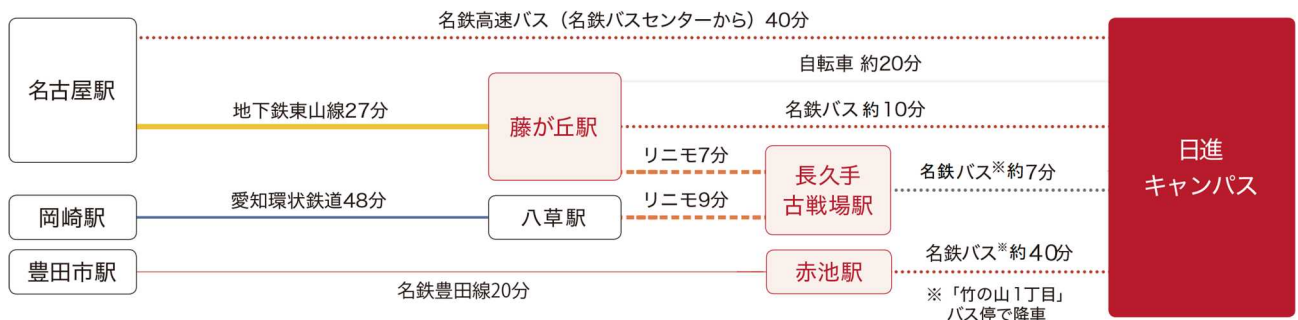 名鉄高速バス（名鉄バスセンターから）40分
名古屋駅
自転車 約20分
地下鉄東山線27分
藤が丘駅
名鉄バス 約10分
日進
キャンパス
リニモ7分
長久手
古戦場駅
名鉄バス※約7分
岡崎駅
愛知環状鉄道48分
八草駅
リニモ9分
豊田市駅
名鉄豊田線20分
赤池駅
名鉄バス※約40分
※「竹の山1丁目」
バス停で降車